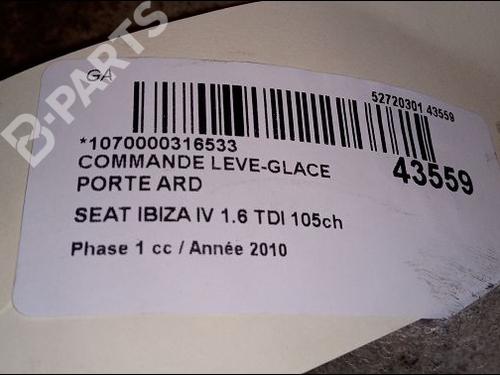 B-PARTS
GA
52720301 43559
*1070000316533
COMMANDE LEVE-GLACE
43559
PORTE ARD
SEAT IBIZA IV 1.6 TDI 105ch
Phase 1 cc / Année 2010